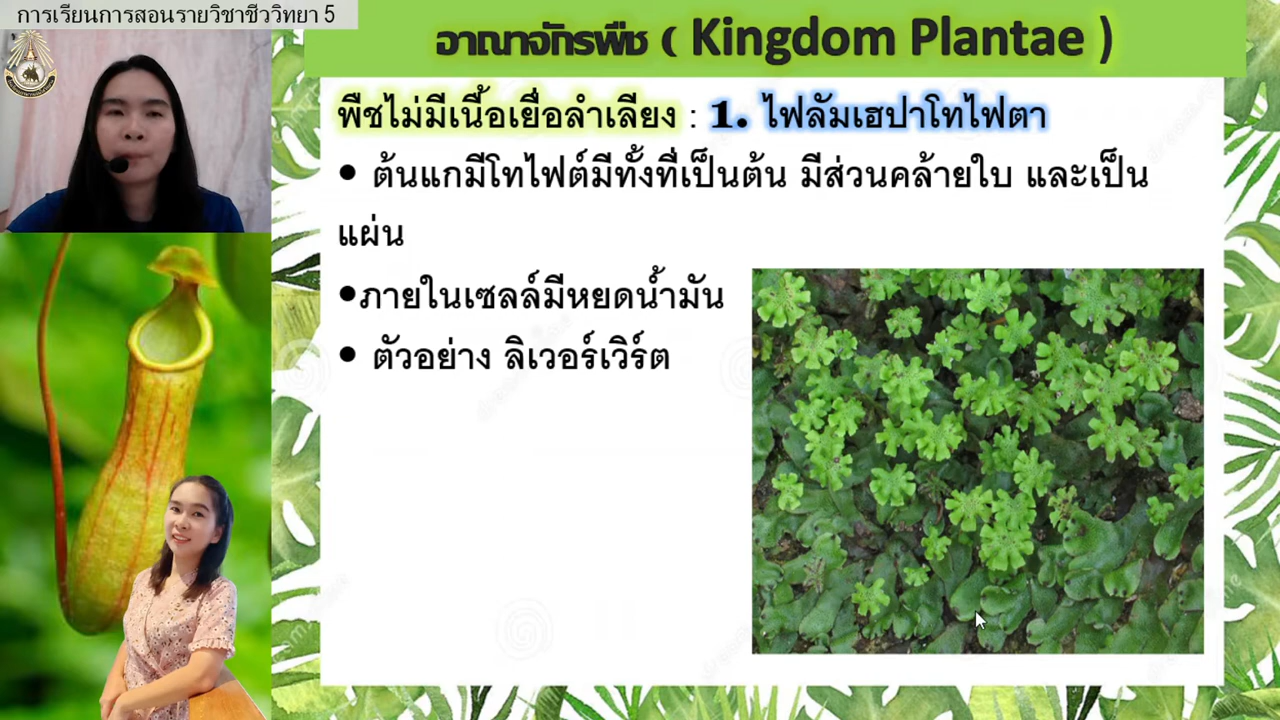 การเรียนการสอนรายวิชาชีววิทยา 5
อาณาจักรพืช ( Kingdom Plantae )
พืชไม่มีเนื้อเยื่อลำเลียง : 1. ไฟลัมเฮปาโทไฟตา
• ต้นแกมีโทไฟต์มีทั้งที่เป็นต้น มีส่วนคล้ายใบ และเป็น
แผ่น
•ภายในเซลล์มีหยดน้ำมัน
• ตัวอย่าง ลิเวอร์เวิร์ต